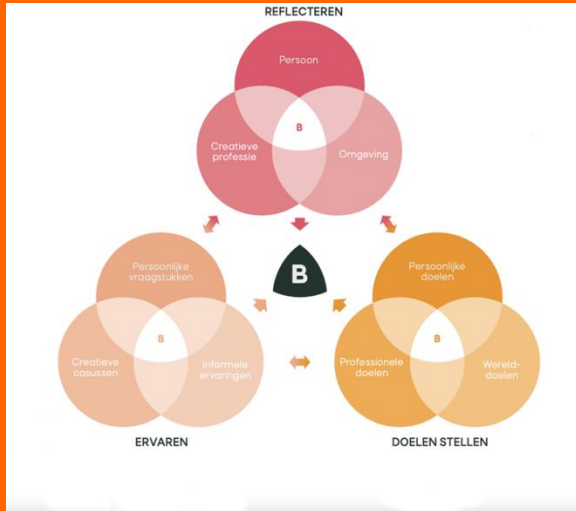 REFLECTEREN
Persoon
B
Creatieve
professie
Omgeving
B
Persoonlijke
vraagstukken
B
Creatieve
casussen
Informele
ervaringen
ERVAREN
Persoonlijke
doelen
B
Professionele
doelen
Wereld-
doelen
DOELEN STELLEN